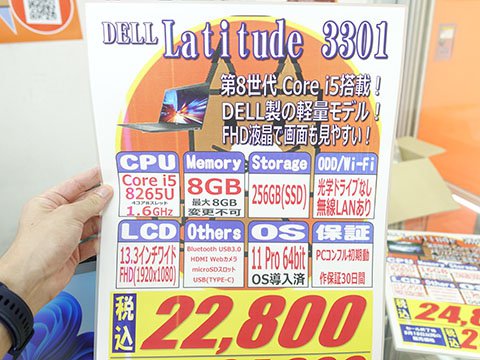 DELL Latitude 3301
第8世代 Core i5搭載!
DELL製の軽量モデル!
FHD液晶で画面も見やすい!
CPU
Core i5
8265U
4コア8スレッド
1.6GHz
Memory
8GB
最大8GB
変更不可
Storage
256GB(SSD)
ODD/Wi-Fi
光学ドライブなし
無線LANあり
LCD
13.3インチワイド
FHD(1920x1080)
Others
Bluetooth USB3.0
HDMI Webカメラ
microSDスロット
USB(TYPE-C)
OS
11 Pro 64bit
OS導入済
保証
PCコンフル初期動
作保証30日間
税込
22,800
税込
24,8